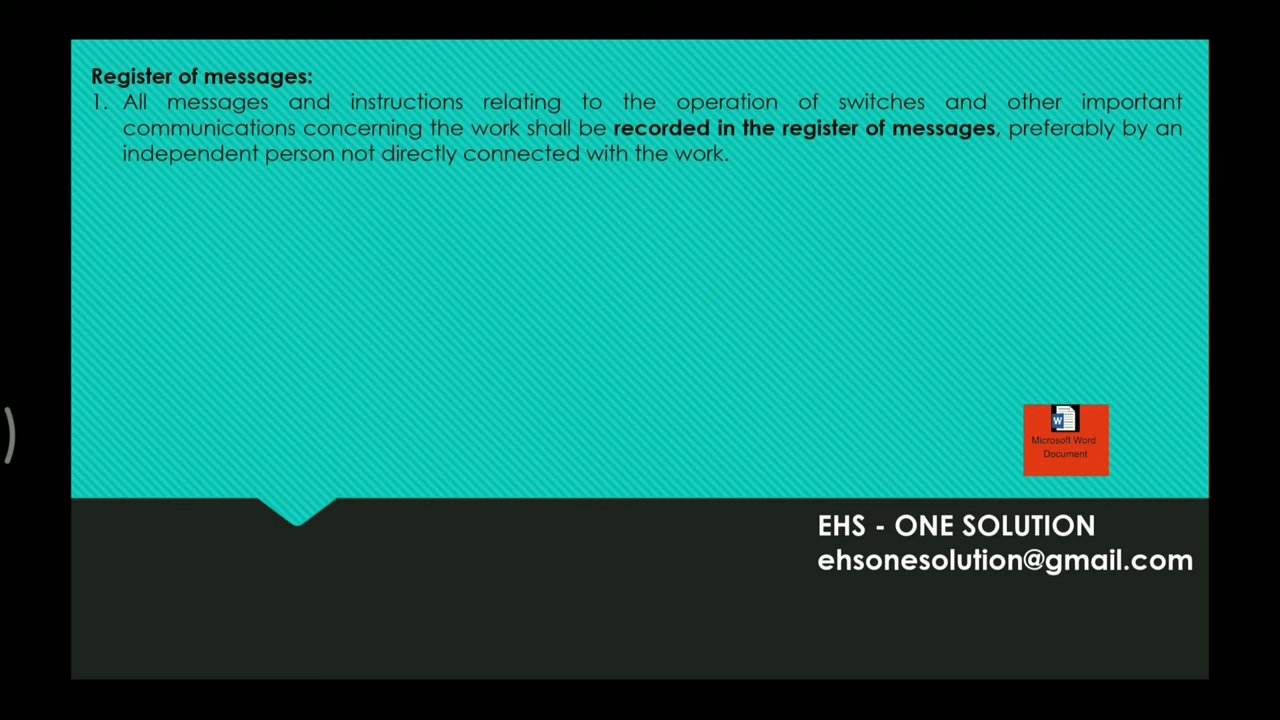 Register of messages:
1. All messages and instructions relating to the operation of switches and other important
communications concerning the work shall be recorded in the register of messages, preferably by an
independent person not directly connected with the work.
Microsoft Word
Document
EHS - ONE SOLUTION
ehsonesolution@gmail.com